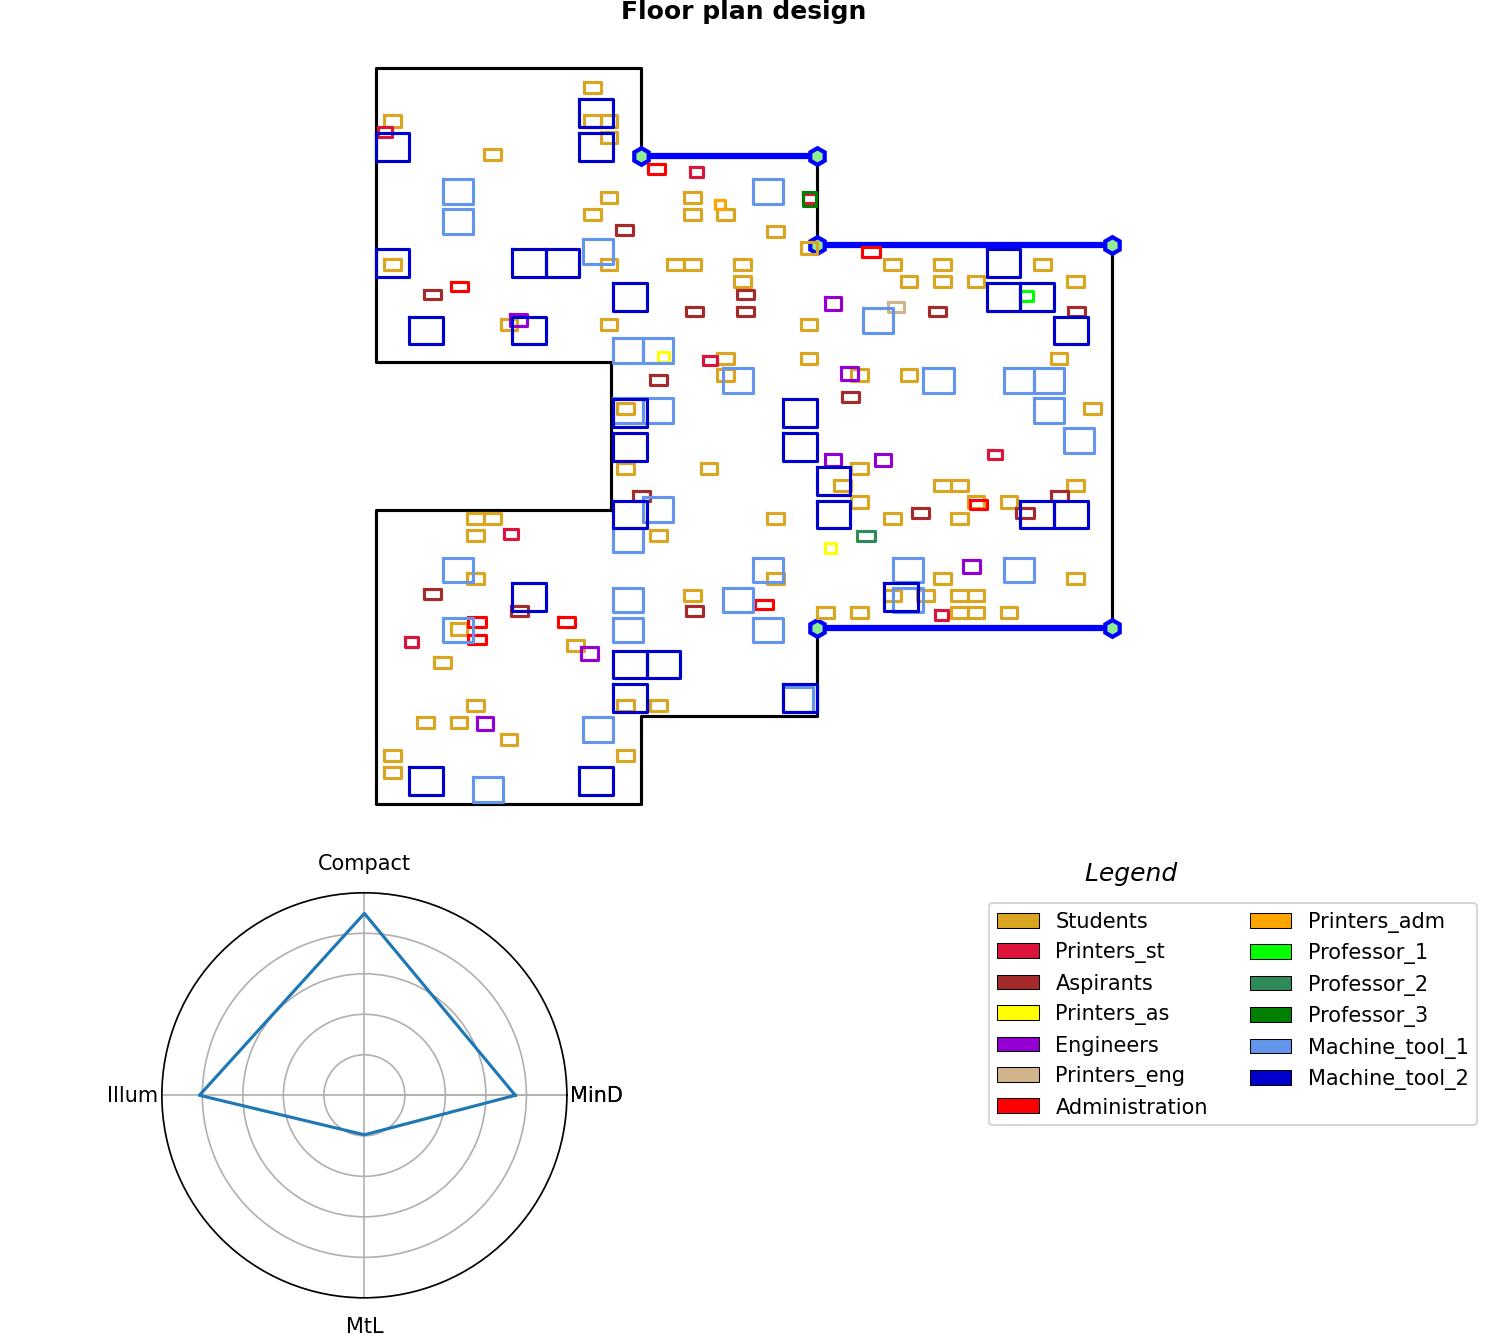 Floor plan design
Compact
Illum
MinD
MtL
Legend
Students
Printers_st
Aspirants
Printers_as
Engineers
Printers_eng
Administration
Printers_adm
Professor_1
Professor_2
Professor_3
Machine_tool_1
Machine_tool_2